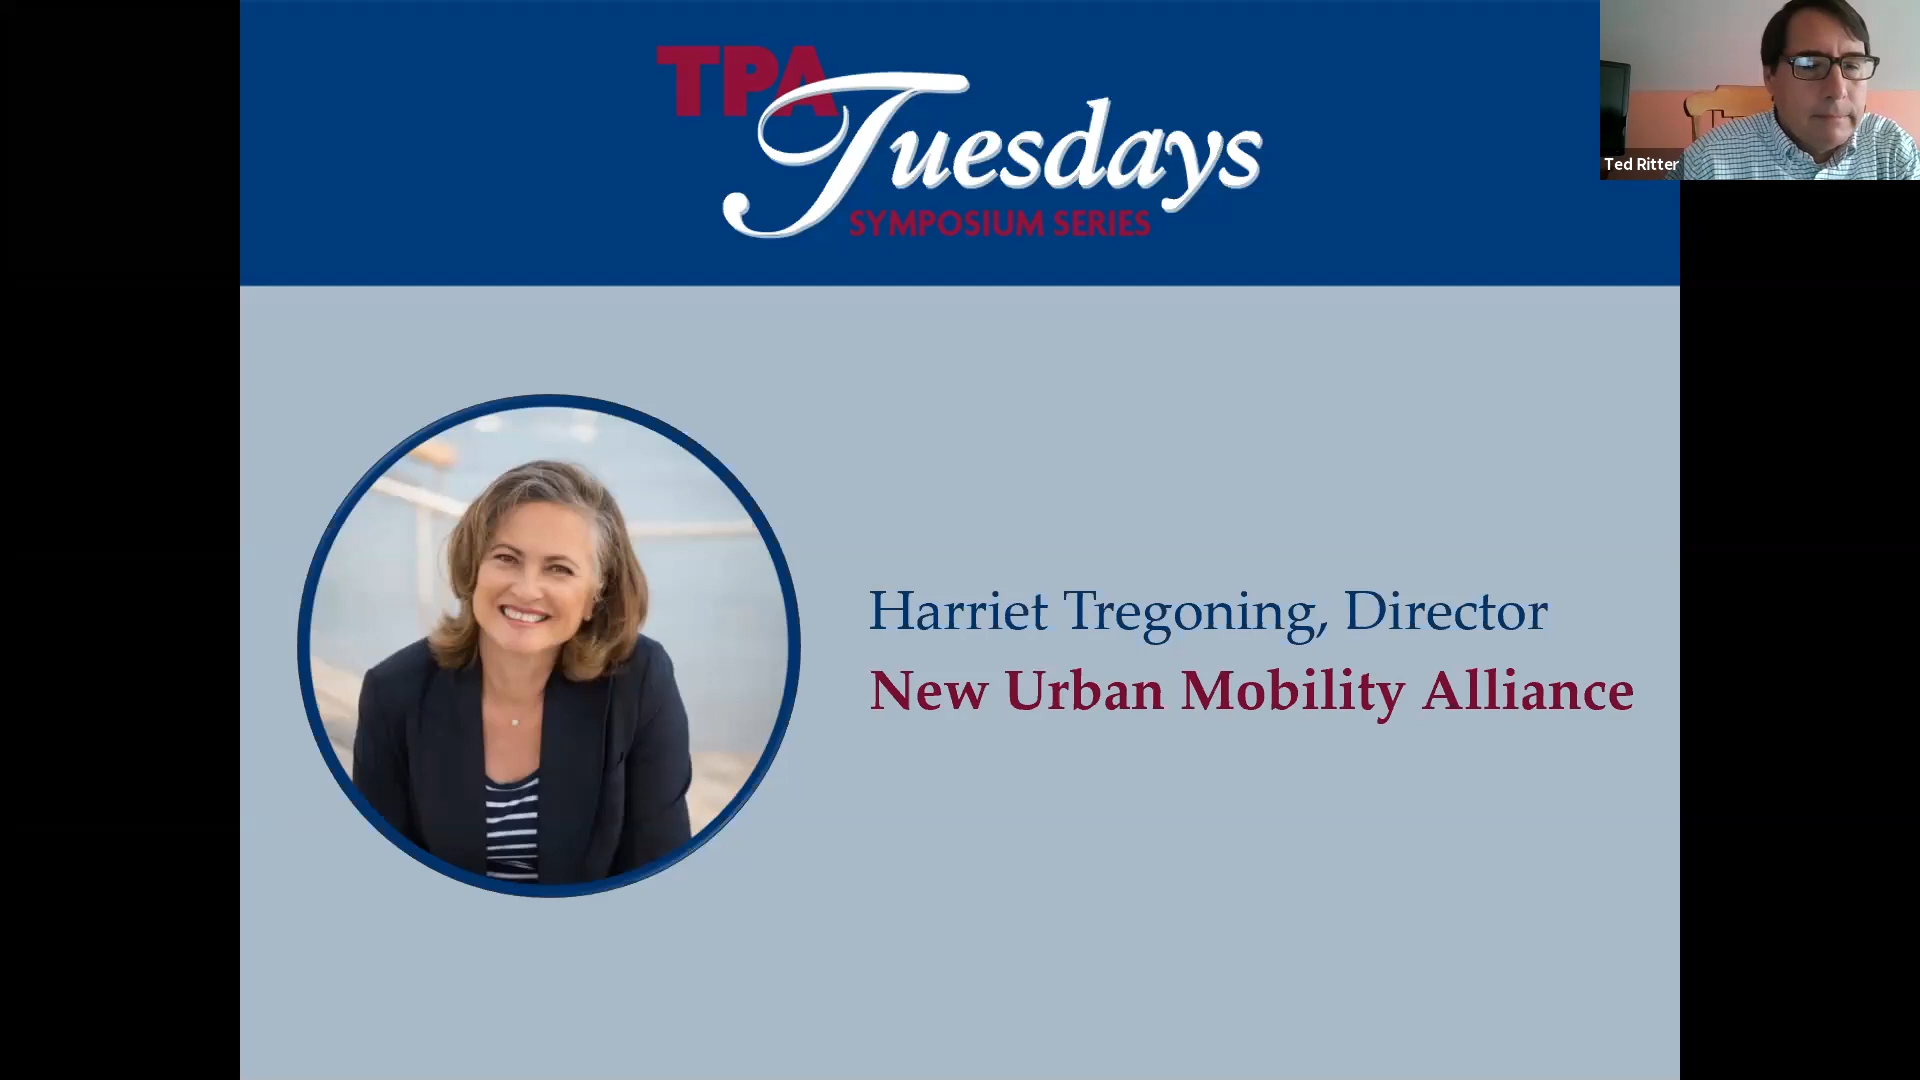 TPA
Tuesdays
SYMPOSIUM SERIES
Ted Ritter
Harriet Tregoning, Director
New Urban Mobility Alliance